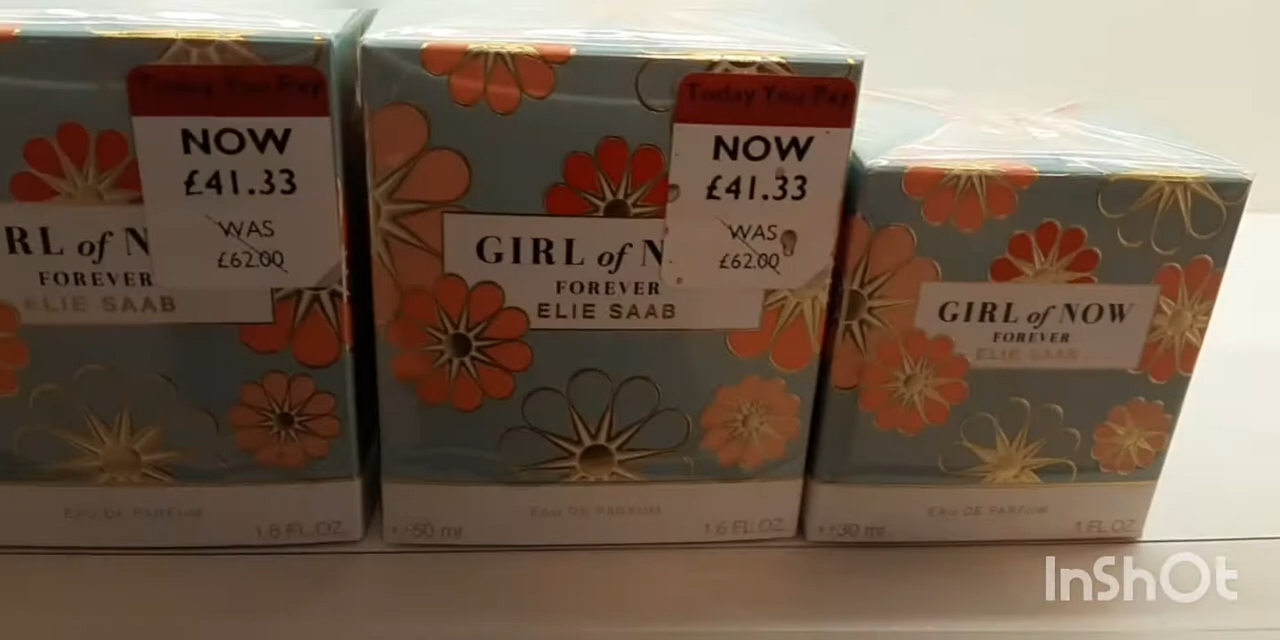 Today You Pay
NOW
£41.33
WAS
£62.00
RL of N
FOREVER
ELIE SAAB
EAU DE PARFUM
1.6 FL.OZ.
Today You Pay
NOW
£41.33
WAS
£62.00
GIRL of N
FOREVER
ELIE SAAB
EAU DE PARFUM
50 ml
1.6 FL.OZ.
GIRL of NOW
FOREVER
ELIE SAAB
EAU DE PARFUM
30 ml
1 FL.OZ.
InShOt